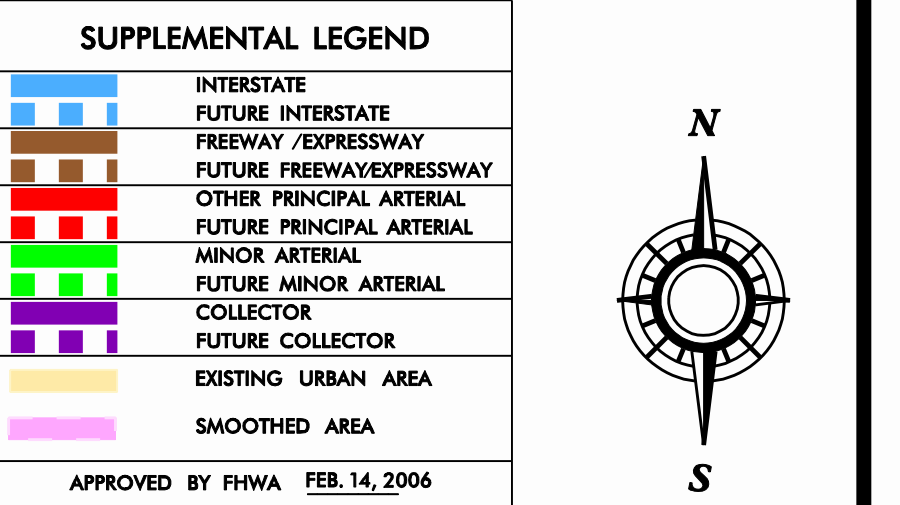 SUPPLEMENTAL LEGEND
INTERSTATE
FUTURE INTERSTATE
FREEWAY /EXPRESSWAY
FUTURE FREEWAY/EXPRESSWAY
OTHER PRINCIPAL ARTERIAL
FUTURE PRINCIPAL ARTERIAL
MINOR ARTERIAL
FUTURE MINOR ARTERIAL
COLLECTOR
FUTURE COLLECTOR
EXISTING URBAN AREA
SMOOTHED AREA
APPROVED BY FHWA FEB. 14, 2006
N
S